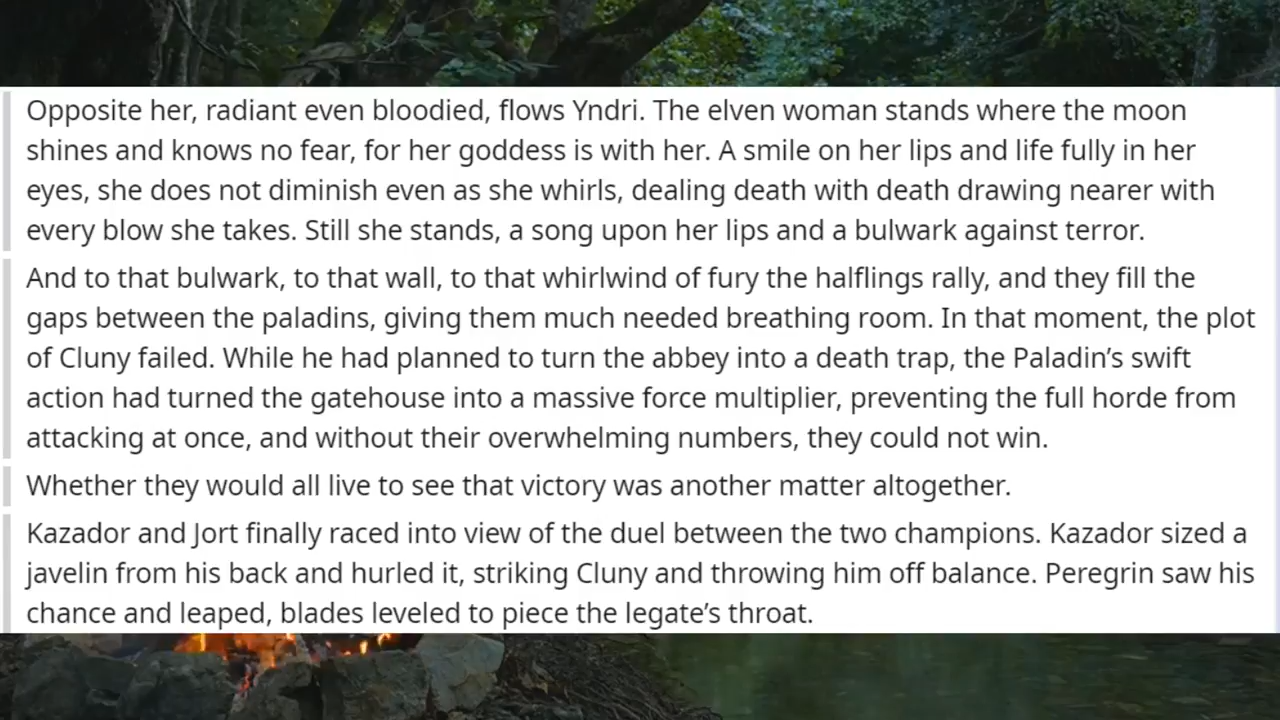 Opposite her, radiant even bloodied, flows Yndri. The elven woman stands where the moon
shines and knows no fear, for her goddess is with her. A smile on her lips and life fully in her
eyes, she does not diminish even as she whirls, dealing death with death drawing nearer with
every blow she takes. Still she stands, a song upon her lips and a bulwark against terror.
And to that bulwark, to that wall, to that whirlwind of fury the halflings rally, and they fill the
gaps between the paladins, giving them much needed breathing room. In that moment, the plot
of Cluny failed. While he had planned to turn the abbey into a death trap, the Paladin’s swift
action had turned the gatehouse into a massive force multiplier, preventing the full horde from
attacking at once, and without their overwhelming numbers, they could not win.
Whether they would all live to see that victory was another matter altogether.
Kazador and Jort finally raced into view of the duel between the two champions. Kazador sized a
javelin from his back and hurled it, striking Cluny and throwing him off balance. Peregrin saw his
chance and leaped, blades leveled to piece the legate’s throat.